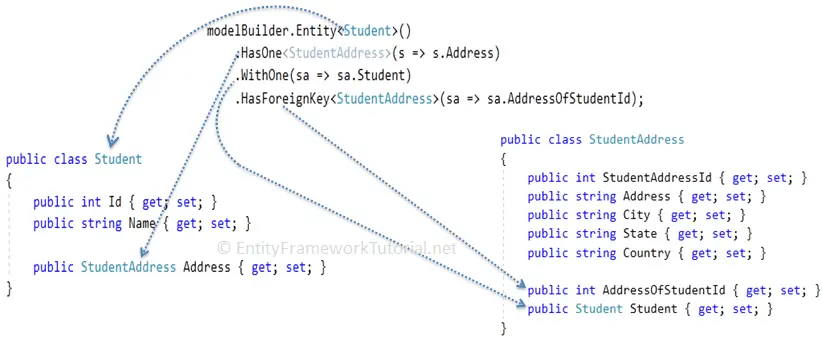 modelBuilder.Entity<Student>()
.HasOne<StudentAddress>(s => s.Address)
.WithOne(sa => sa.Student)
.HasForeignKey<StudentAddress>(sa => sa.AddressOfStudentId);
public class Student
{
public int Id { get; set; }
public string Name { get; set; }
public StudentAddress Address { get; set; }
}
© EntityFrameworkTutorial.net
public class StudentAddress
{
public int StudentAddressId { get; set; }
public string Address { get; set; }
public string City { get; set; }
public string State { get; set; }
public string Country { get; set; }
public int AddressOfStudentId { get; set; }
public Student Student { get; set; }
}